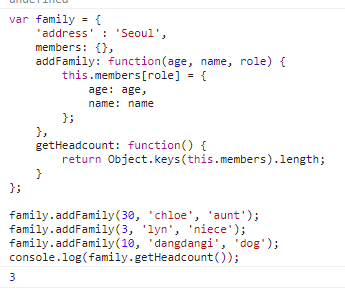 undefined
var family = {
    'address' : 'Seoul',
    members: {},
    addFamily: function(age, name, role) {
        this.members[role] = {
            age: age,
            name: name
        };
    },
    getHeadcount: function() {
        return Object.keys(this.members).length;
    }
};

family.addFamily(30, 'chloe', 'aunt');
family.addFamily(3, 'lyn', 'niece');
family.addFamily(10, 'dangdangi', 'dog');
console.log(family.getHeadcount());
3